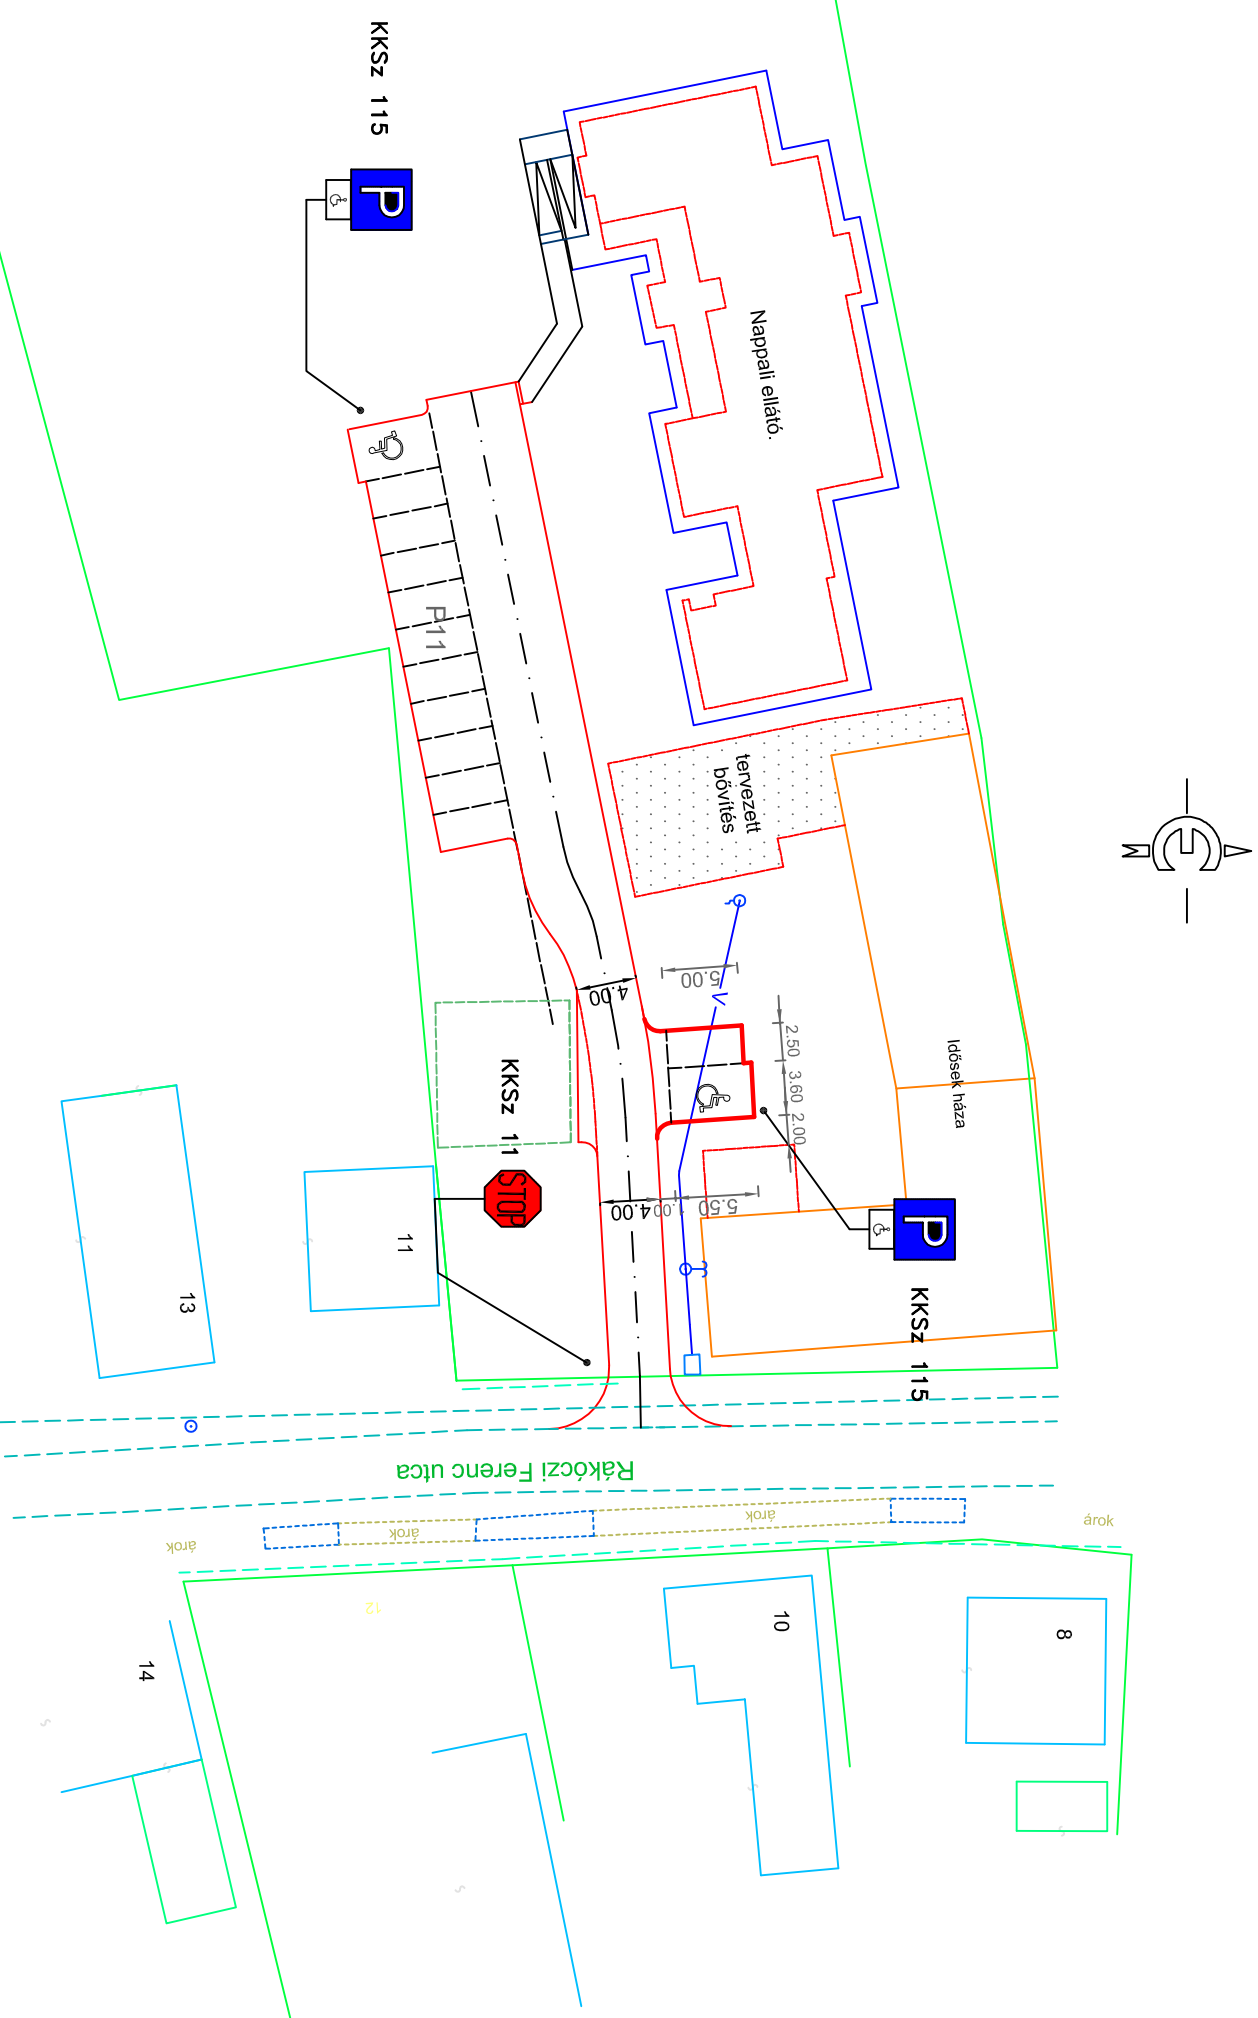 KKSz 115
P
Nappali ellátó.
P11
tervezett
bővítés
É
5.00
4.00
V
2.50
3.60
2.00
Idősek háza
KKSz 11
STOP
4.00
1.00
5.50
P
KKSz 115
11
13
Rákóczi Ferenc utca
árok
árok
árok
árok
12
10
8
14